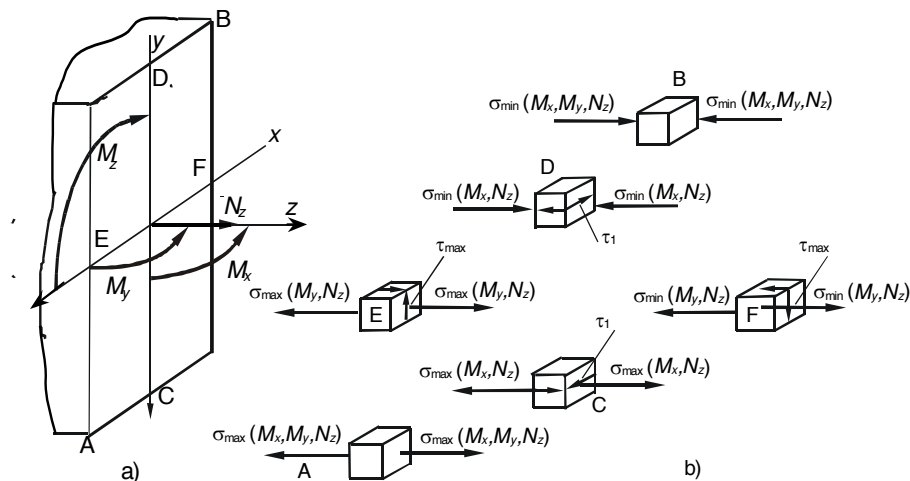 B
y
D
B
σmin (Mx,My,Nz) σmin (Mx,My,Nz)
x
Mz
F
D
σmin (Mx,Nz) σmin (Mx,Nz)
τ1
Nz z
E
My Mx
τmax τmax
σmax (My,Nz) E σmax (My,Nz)
σmin (My,Nz) F σmin (My,Nz)
τ1
σmax (Mx,Nz) σmax (Mx,Nz)
C
C
A
σmax (Mx,My,Nz) σmax (Mx,My,Nz)
A
a) b)